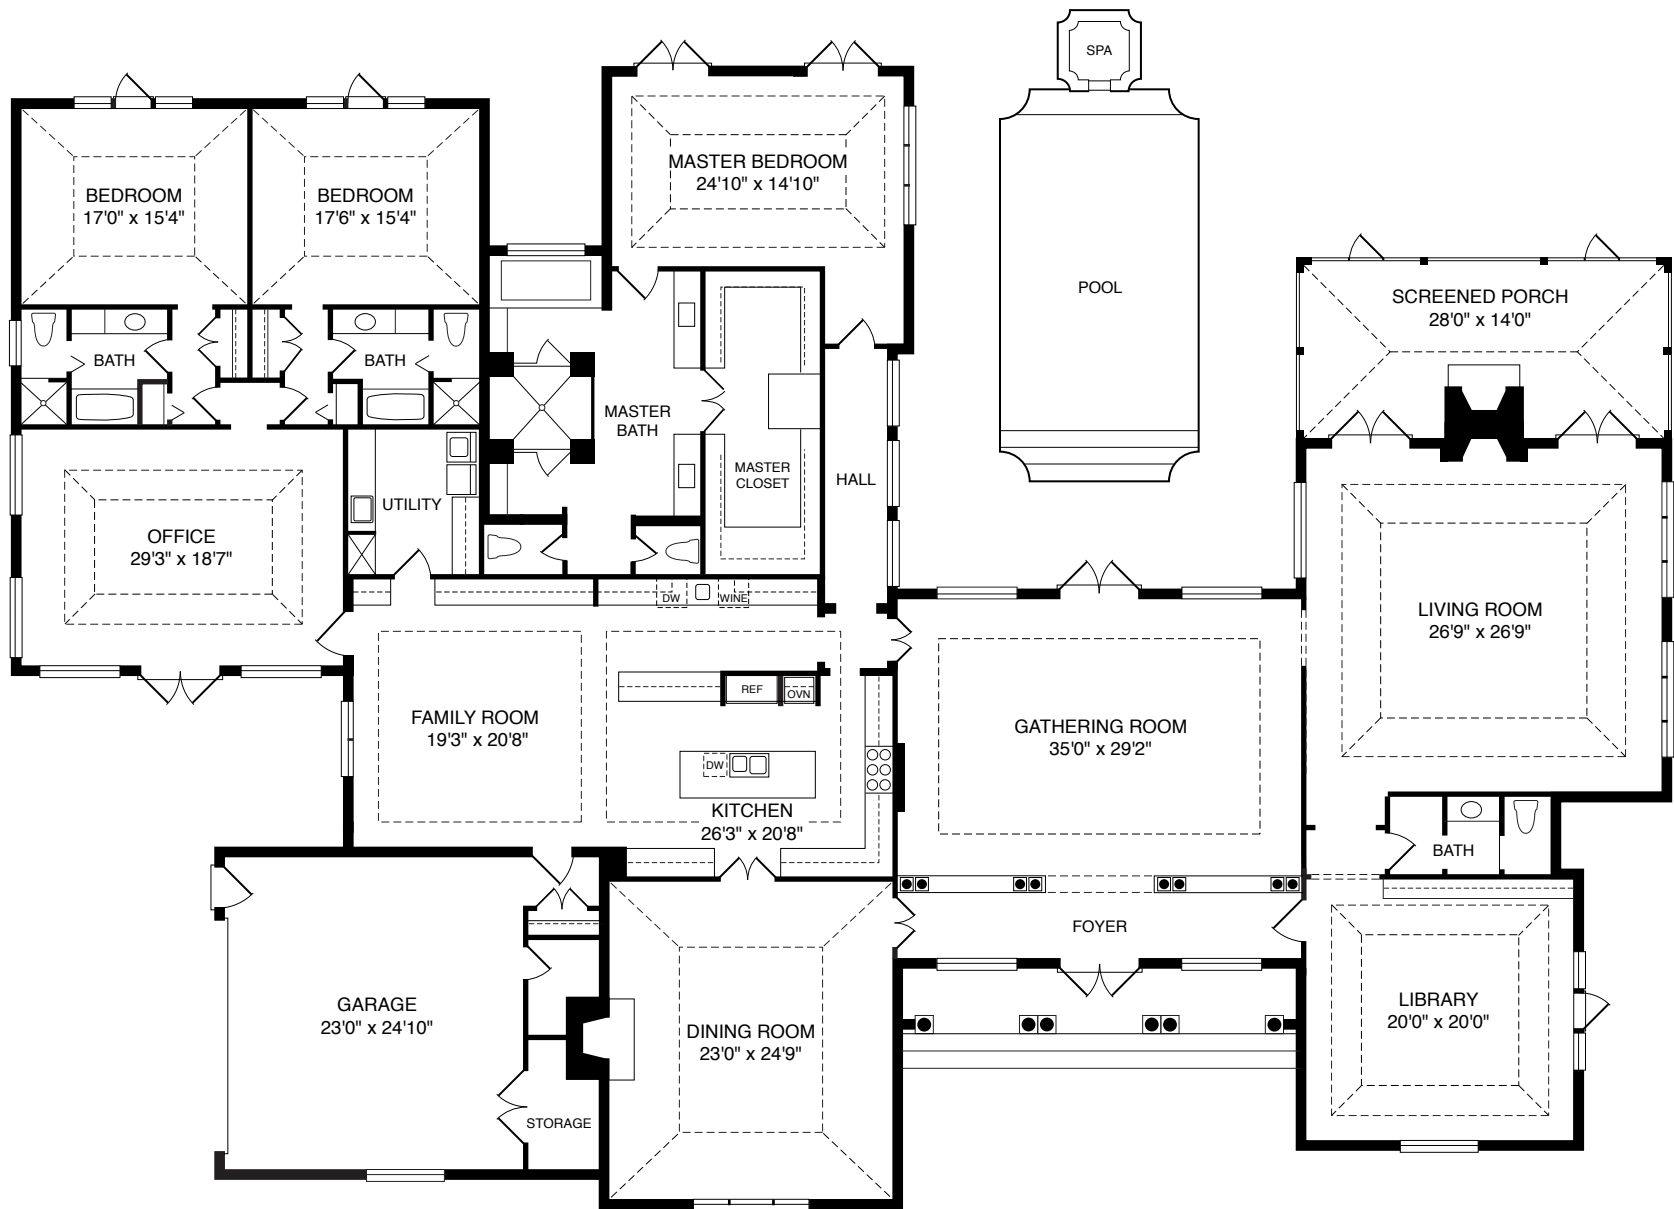 SPA
MASTER BEDROOM
24'10" x 14'10"
BEDROOM
17'0" x 15'4"
BEDROOM
17'6" x 15'4"
POOL
SCREENED PORCH
28'0" x 14'0"
BATH
BATH
MASTER
BATH
MASTER
CLOSET
HALL
UTILITY
OFFICE
29'3" x 18'7"
DW
WINE
LIVING ROOM
26'9" x 26'9"
REF
OVN
FAMILY ROOM
19'3" x 20'8"
GATHERING ROOM
35'0" x 29'2"
DW
KITCHEN
26'3" x 20'8"
BATH
FOYER
GARAGE
23'0" x 24'10"
DINING ROOM
23'0" x 24'9"
LIBRARY
20'0" x 20'0"
STORAGE